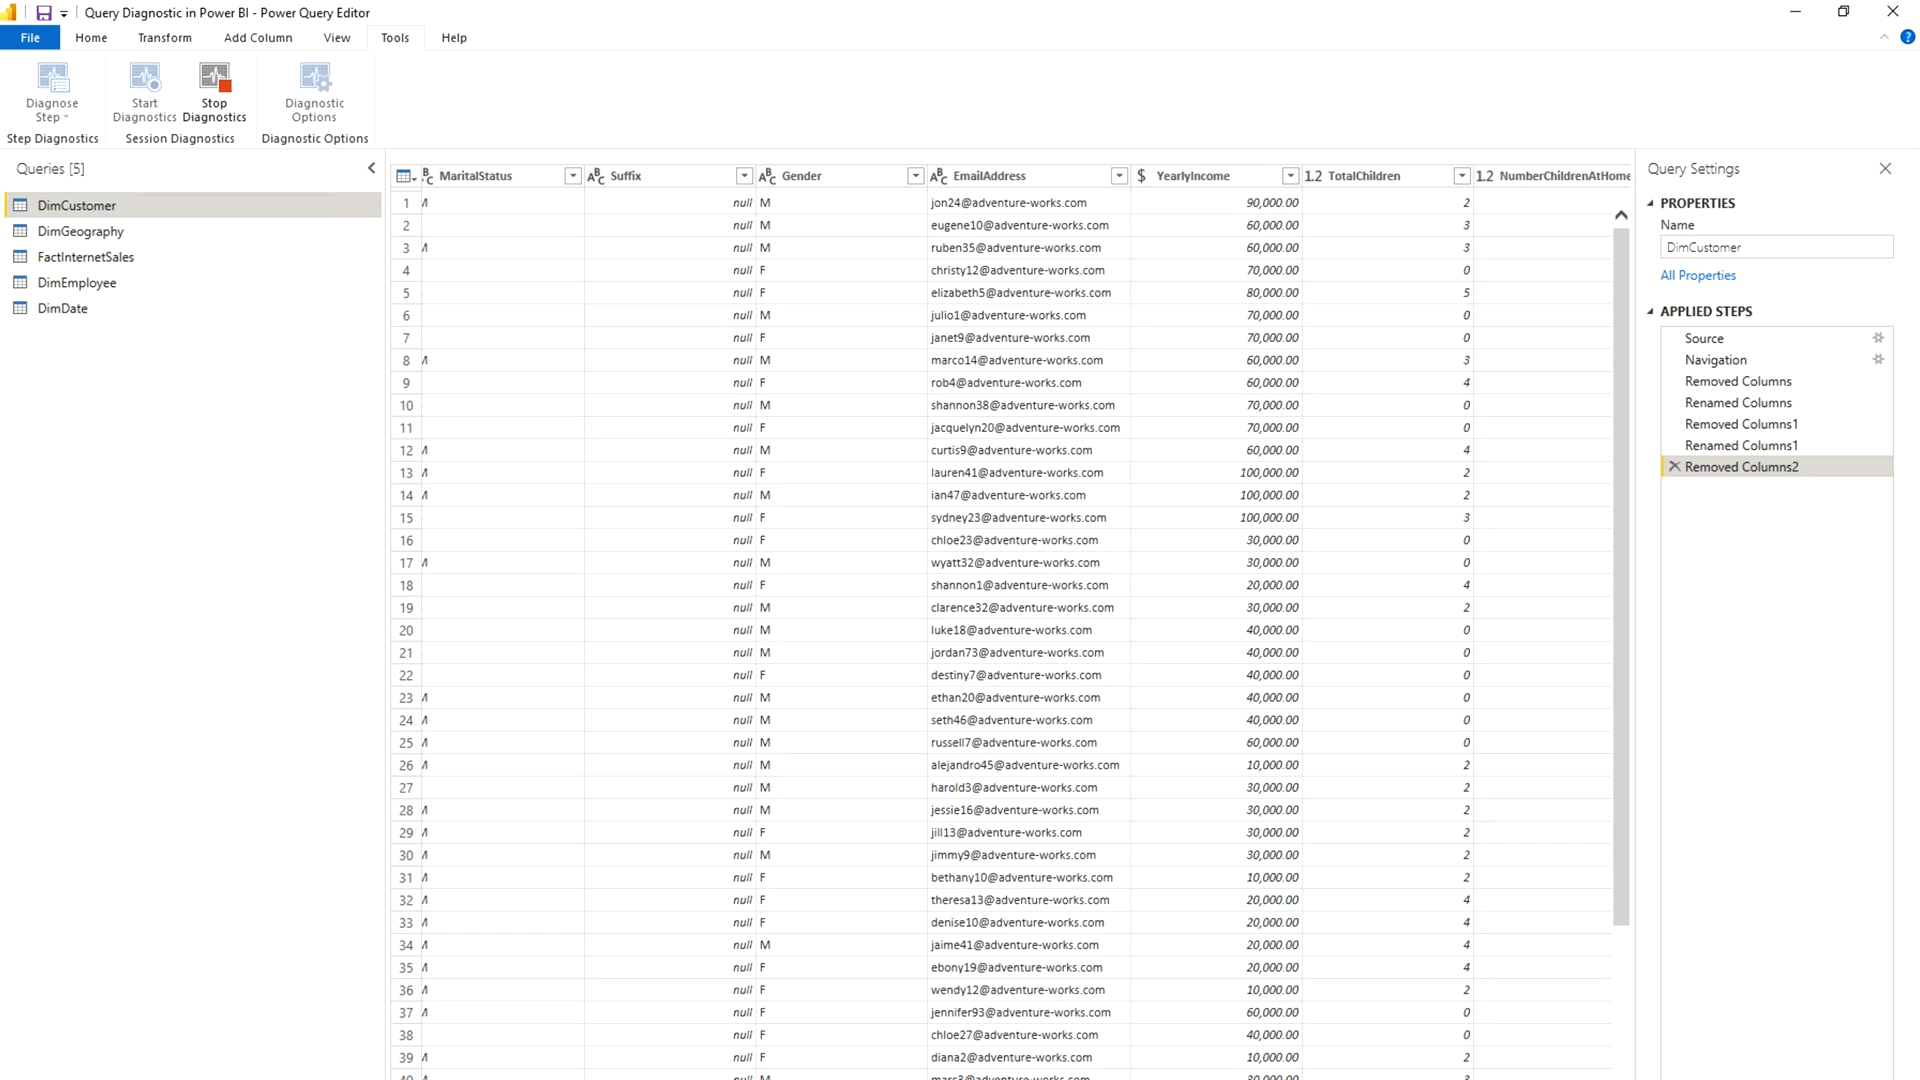 Query Diagnostic in Power BI - Power Query Editor
File Home Transform Add Column View Tools Help
Diagnose Step
Start Diagnostics
Stop Diagnostics
Diagnostic Options
Step Diagnostics Session Diagnostics Diagnostic Options
Queries [5]
DimCustomer
DimGeography
FactInternetSales
DimEmployee
DimDate
MaritalStatus ABC Suffix ABC Gender ABC EmailAddress $ YearlyIncome 1.2 TotalChildren 1.2 NumberChildrenAtHome
1 M null M jon24@adventure-works.com 90,000.00 2
2 null M eugene10@adventure-works.com 60,000.00 3
3 M null M ruben35@adventure-works.com 60,000.00 3
4 null F christy12@adventure-works.com 70,000.00 0
5 null F elizabeth5@adventure-works.com 80,000.00 5
6 null M julio1@adventure-works.com 70,000.00 0
7 null F janet9@adventure-works.com 70,000.00 0
8 M null M marco14@adventure-works.com 60,000.00 3
9 null F rob4@adventure-works.com 60,000.00 4
10 null M shannon38@adventure-works.com 70,000.00 0
11 null F jacquelyn20@adventure-works.com 70,000.00 0
12 M null M curtis9@adventure-works.com 60,000.00 4
13 M null F lauren41@adventure-works.com 100,000.00 2
14 M null M ian47@adventure-works.com 100,000.00 2
15 null F sydney23@adventure-works.com 100,000.00 3
16 null F chloe23@adventure-works.com 30,000.00 0
17 M null M wyatt32@adventure-works.com 30,000.00 0
18 null F shannon1@adventure-works.com 20,000.00 4
19 null M clarence32@adventure-works.com 30,000.00 2
20 null M luke18@adventure-works.com 40,000.00 0
21 null M jordan73@adventure-works.com 40,000.00 0
22 null F destiny7@adventure-works.com 40,000.00 0
23 M null M ethan20@adventure-works.com 40,000.00 0
24 M null M seth46@adventure-works.com 40,000.00 0
25 M null M russell7@adventure-works.com 60,000.00 0
26 M null M alejandro45@adventure-works.com 10,000.00 2
27 null M harold3@adventure-works.com 30,000.00 2
28 M null M jessie16@adventure-works.com 30,000.00 2
29 M null F jill13@adventure-works.com 30,000.00 2
30 M null M jimmy9@adventure-works.com 30,000.00 2
31 M null F bethany10@adventure-works.com 10,000.00 2
32 M null F theresa13@adventure-works.com 20,000.00 4
33 M null F denise10@adventure-works.com 20,000.00 4
34 M null M jaime41@adventure-works.com 20,000.00 4
35 M null F ebony19@adventure-works.com 20,000.00 4
36 M null F wendy12@adventure-works.com 10,000.00 2
37 M null F jennifer93@adventure-works.com 60,000.00 0
38 null F chloe27@adventure-works.com 40,000.00 0
39 M null F diana2@adventure-works.com 10,000.00 2
40 null M marc3@adventure-works.com
Query Settings
PROPERTIES
Name
DimCustomer
All Properties
APPLIED STEPS
Source
Navigation
Removed Columns
Renamed Columns
Removed Columns1
Renamed Columns1
Removed Columns2